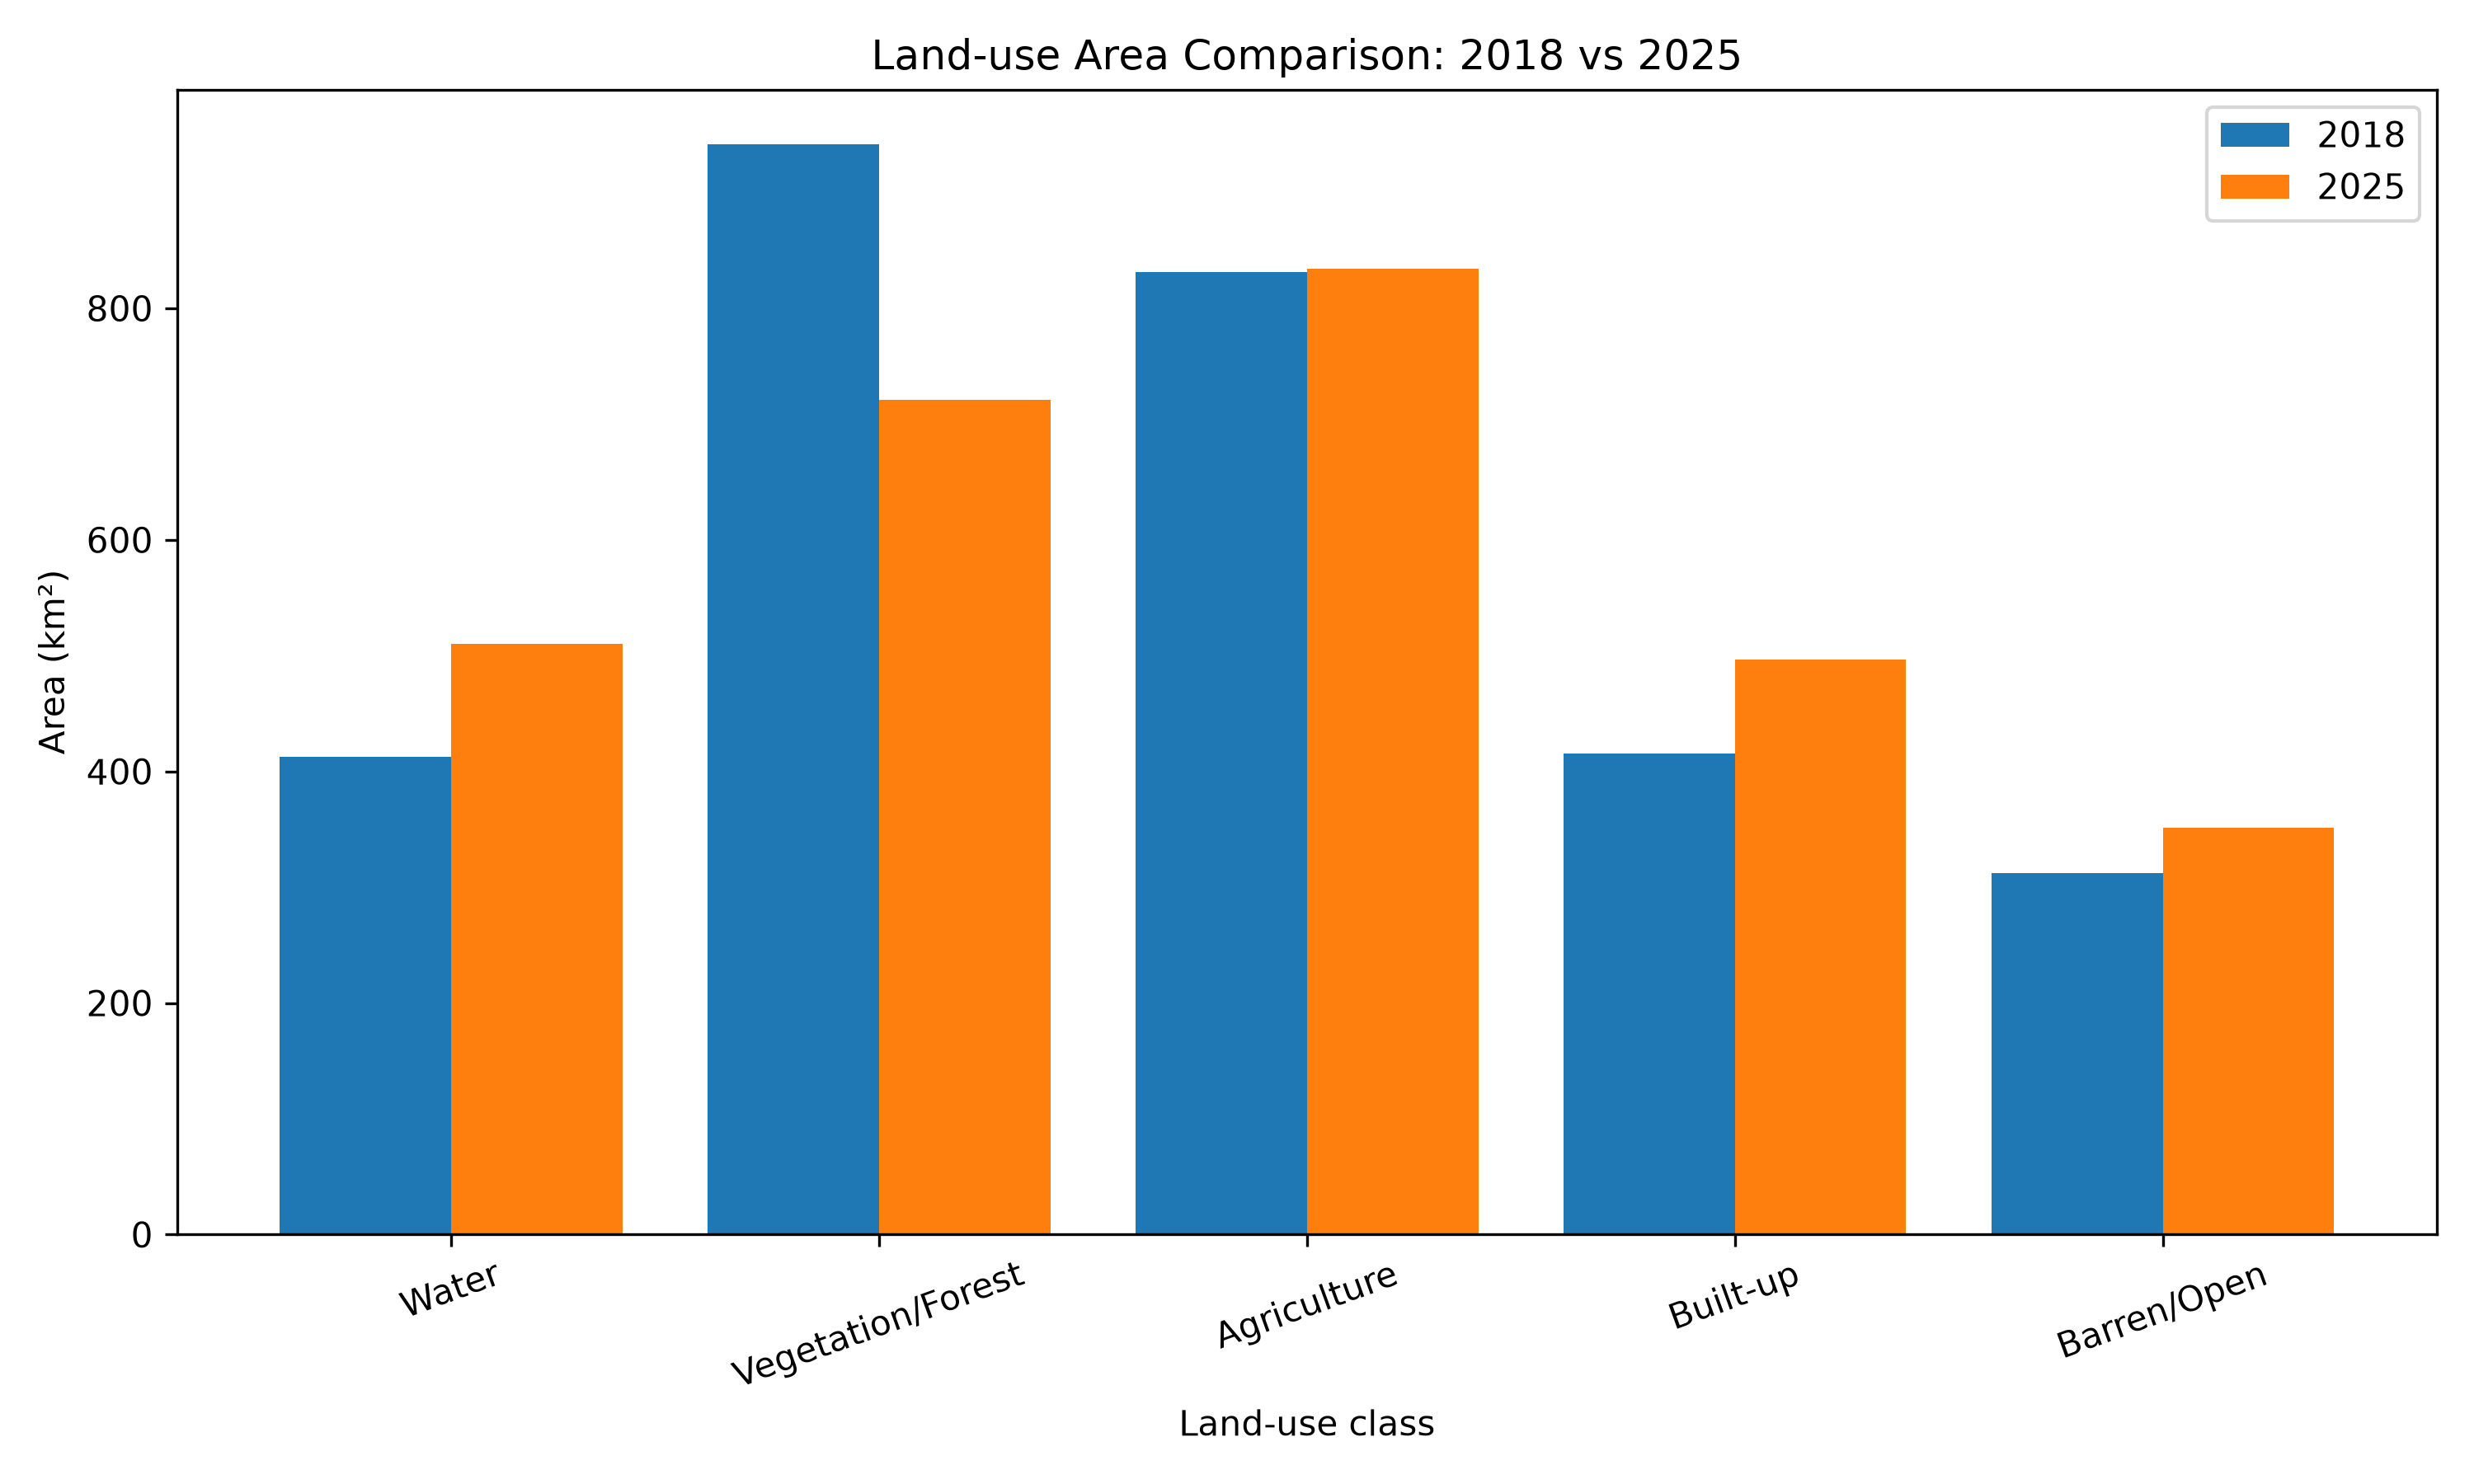 Land-use Area Comparison: 2018 vs 2025
2018
2025
Area (km²)
800
600
400
200
0
Water
Vegetation/Forest
Agriculture
Built-up
Barren/Open
Land-use class